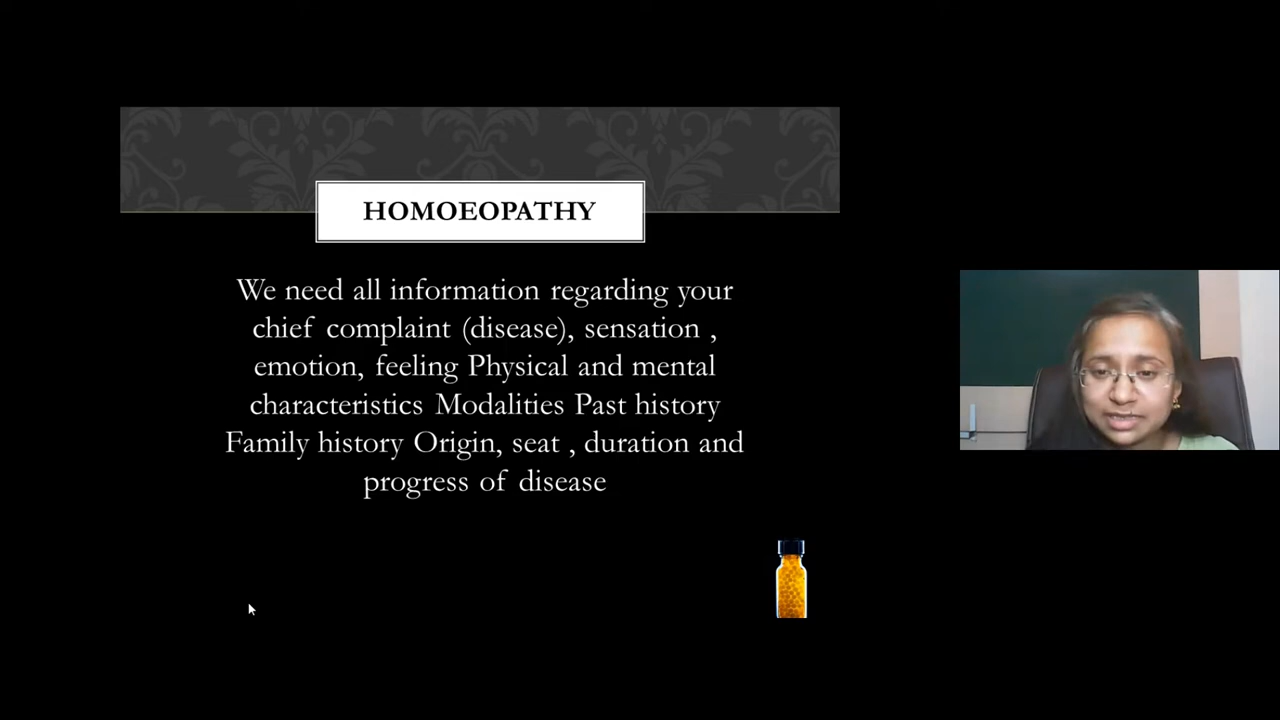 HOMOEOPATHY
We need all information regarding your
chief complaint (disease), sensation ,
emotion, feeling Physical and mental
characteristics Modalities Past history
Family history Origin, seat , duration and
progress of disease